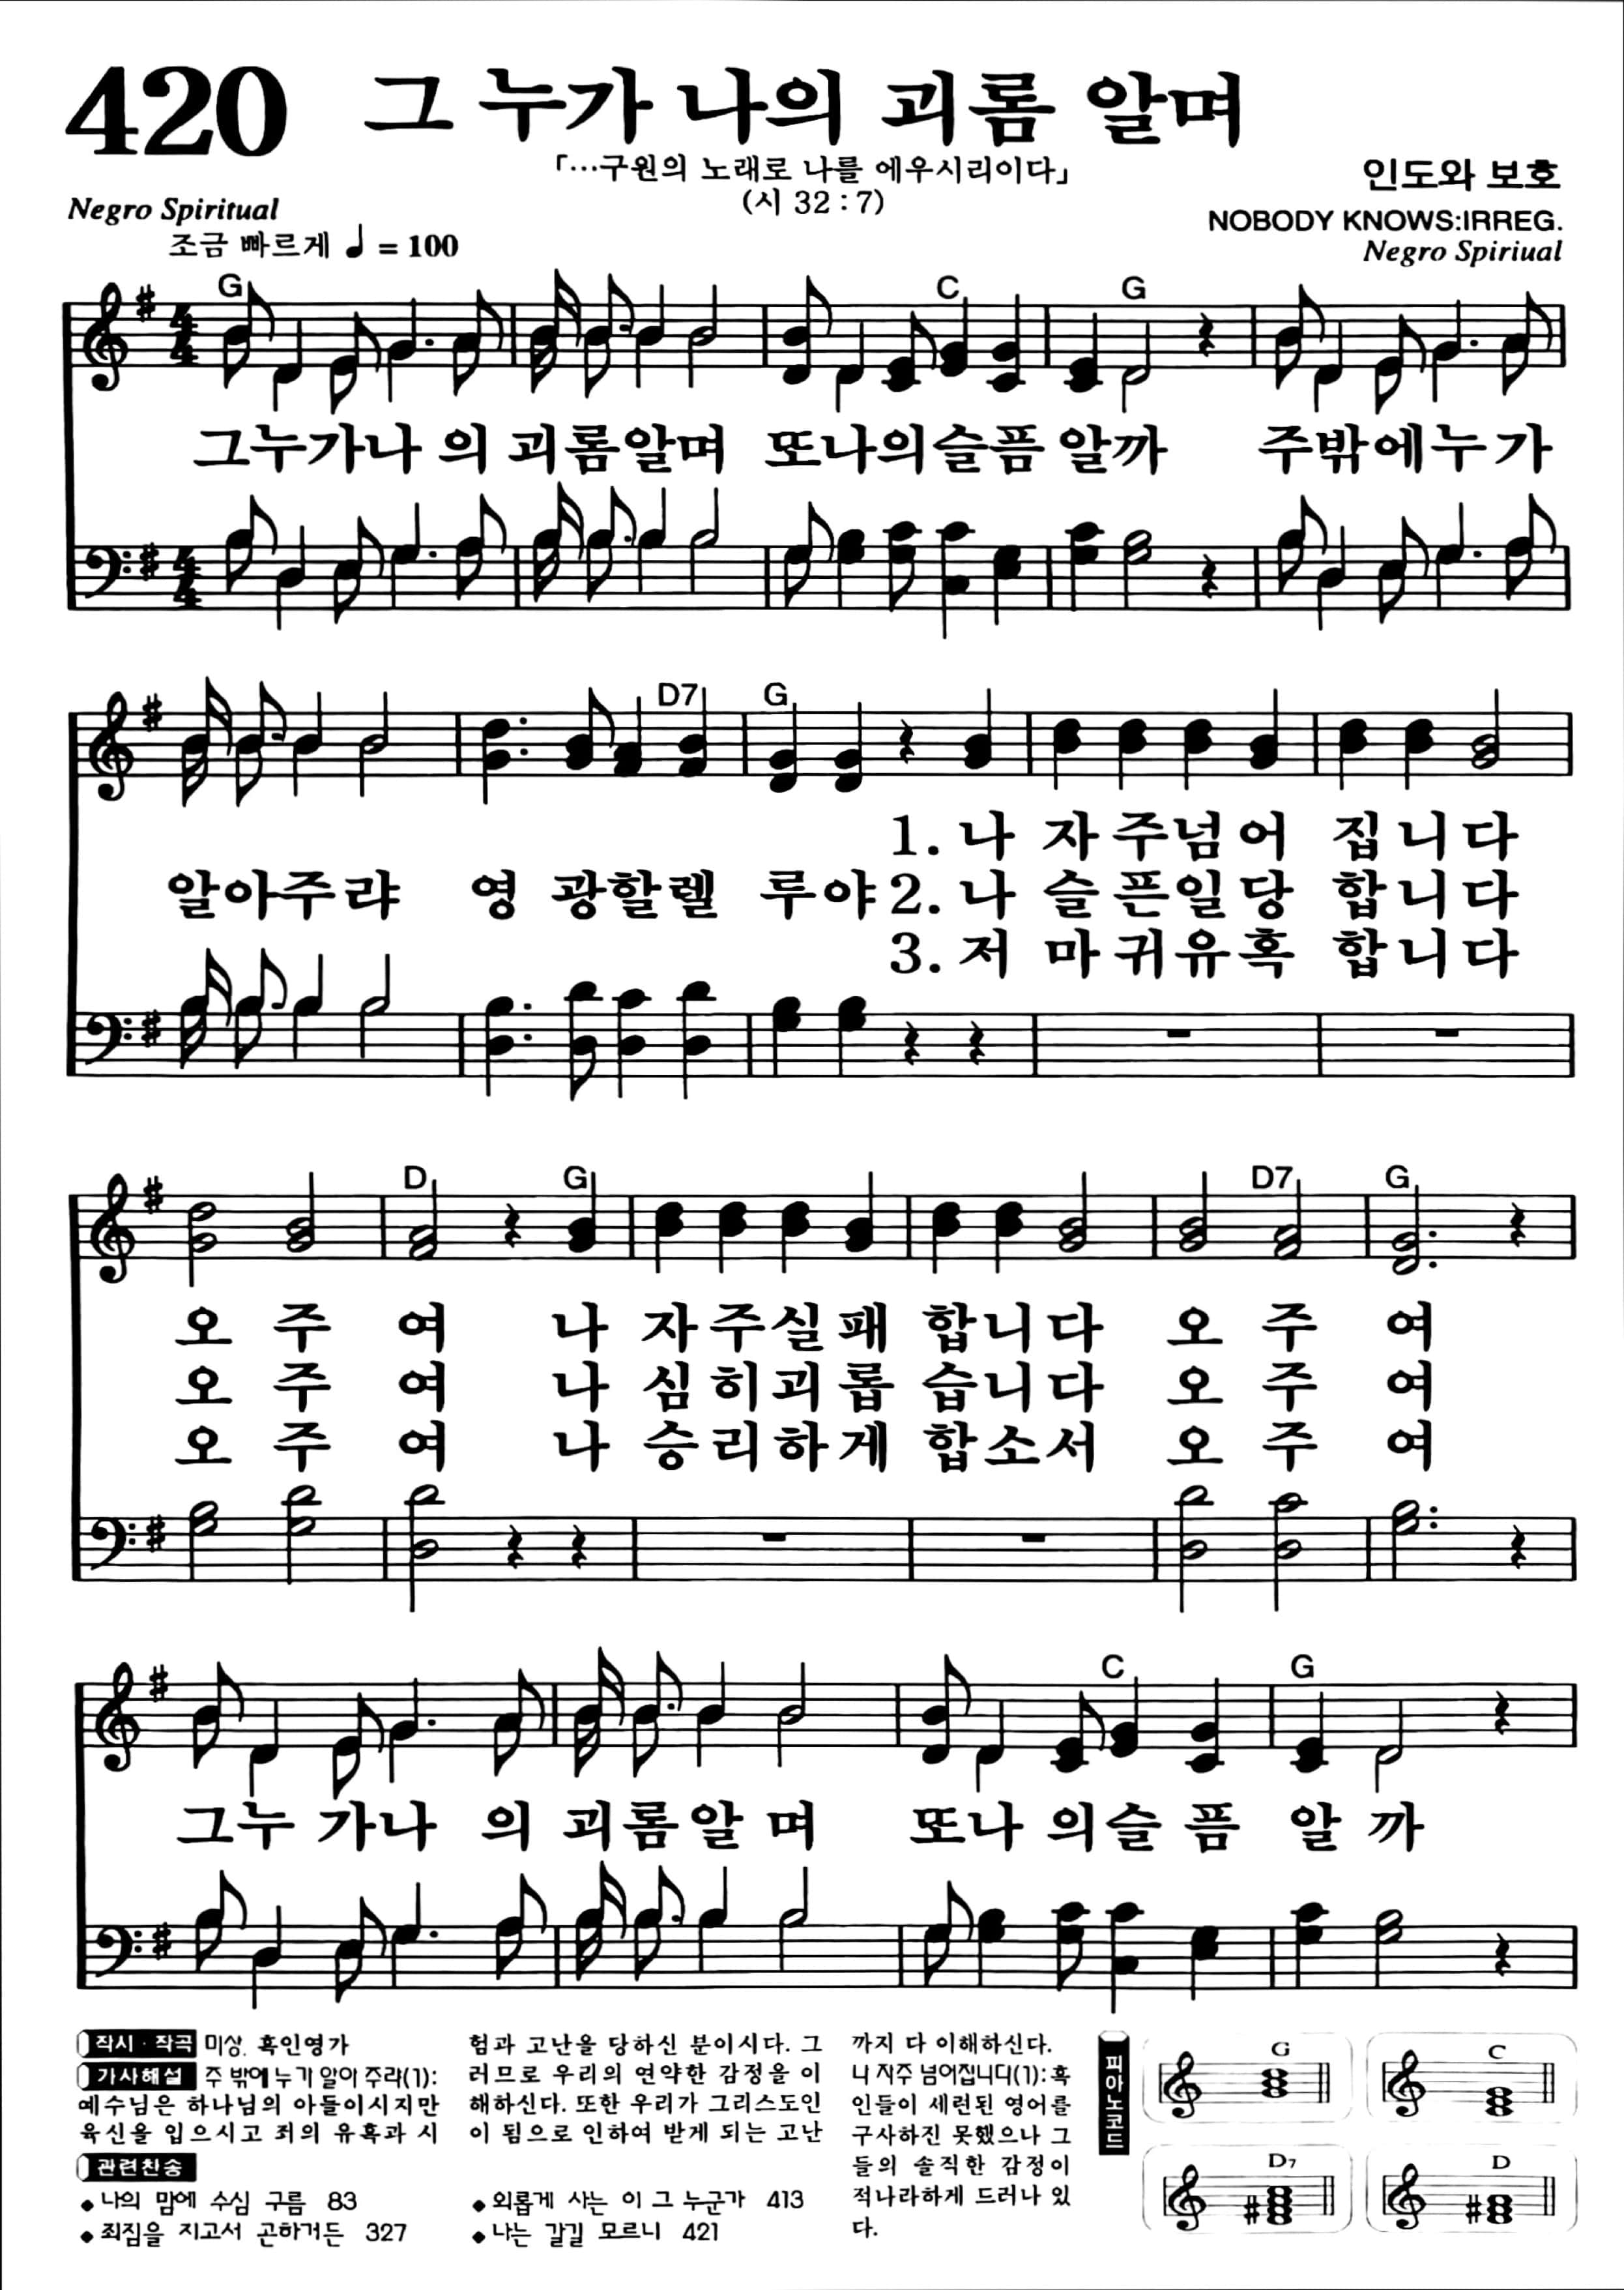 420 그 누가 나의 괴롬 알며
「…구원의 노래로 나를 에우시리이다」
(시 32 : 7)
인도와 보호
Negro Spiritual
NOBODY KNOWS:IRREG.
조금 빠르게 ♩ = 100
Negro Spiriual
G C G
4 4
그누가나 의 괴롬알며 또나의슬픔 알까 주밖에누가
4 4
D7 G
1. 나 자주넘어 집니다
알아주랴 영 광할렐 루야 2. 나 슬픈일당 합니다
3. 저 마귀유혹 합니다
D G D7 G
오 주 여 나 자주실패 합니다 오 주 여
오 주 여 나 심히괴롭 습니다 오 주 여
오 주 여 나 승리하게 합소서 오 주 여
C G
그누 가나 의 괴롬알 며 또나 의슬 픔 알 까
작시 · 작곡 미상. 흑인영가
가사해설 주 밖에 누가 알아 주랴(1):
예수님은 하나님의 아들이시지만
육신을 입으시고 죄의 유혹과 시
험과 고난을 당하신 분이시다. 그
러므로 우리의 연약한 감정을 이
해하신다. 또한 우리가 그리스도인
이 됨으로 인하여 받게 되는 고난
까지 다 이해하신다.
나 자주 넘어집니다(1): 흑
인들이 세련된 영어를
구사하진 못했으나 그
들의 솔직한 감정이
적나라하게 드러나 있
다.
관련찬송
● 나의 맘에 수심 구름 83
● 죄짐을 지고서 곤하거든 327
● 외롭게 사는 이 그 누군가 413
● 나는 갈길 모르니 421
피아노코드
G C
D7 D